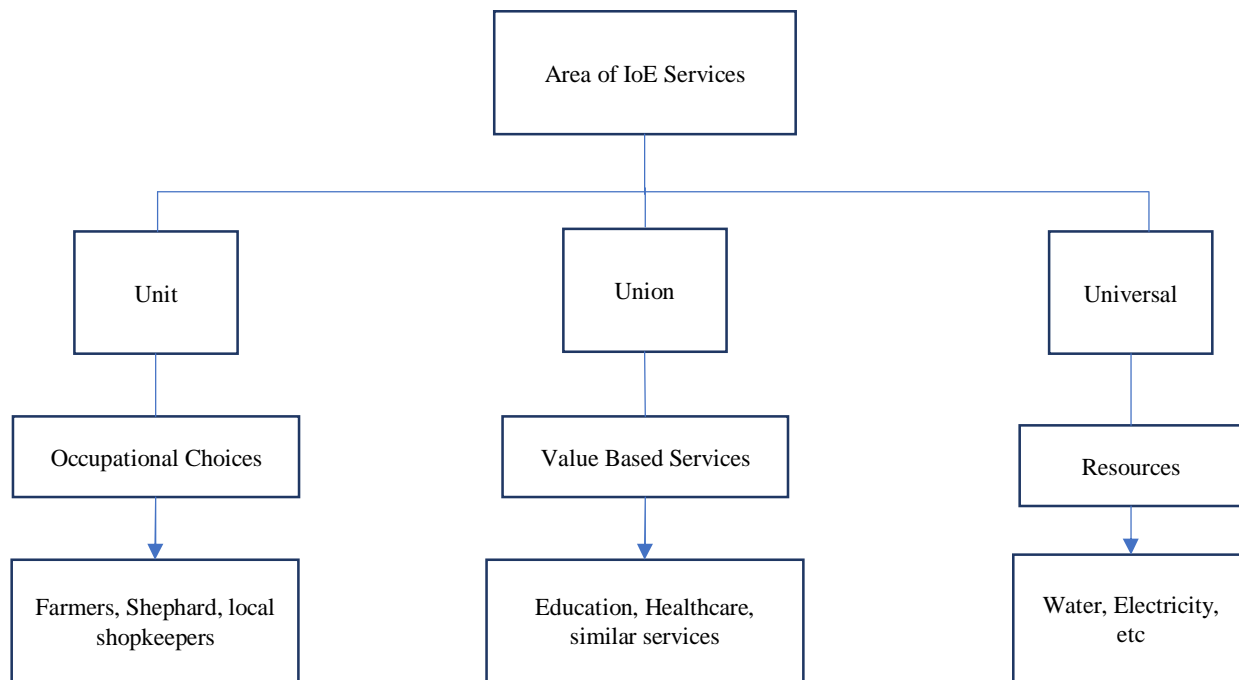 Area of IoE Services
Unit
Union
Universal
Occupational Choices
Value Based Services
Resources
Farmers, Shephard, local
shopkeepers
Education, Healthcare,
similar services
Water, Electricity,
etc